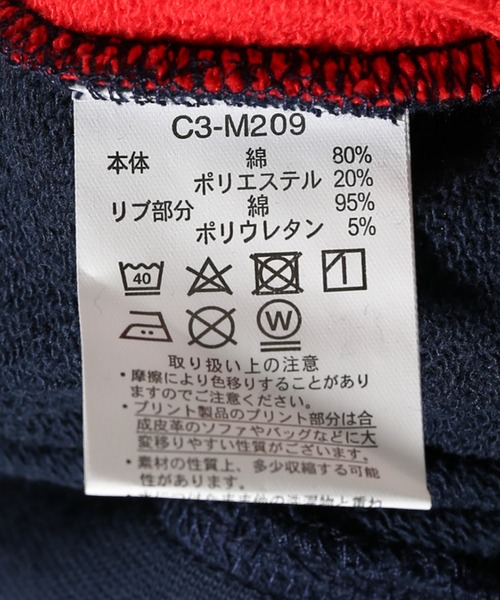 C3-M209
本体 綿 80%
ポリエステル 20%
リブ部分 綿 95%
ポリウレタン 5%
40
W
取り扱い上の注意
・摩擦により色移りすることがあり
ますのでご注意ください。
・プリント製品のプリント部分は合
成皮革のソファやバッグなどに大
変移りやすい性質がございます。
・素材の性質上、多少収縮する可能
性があります。